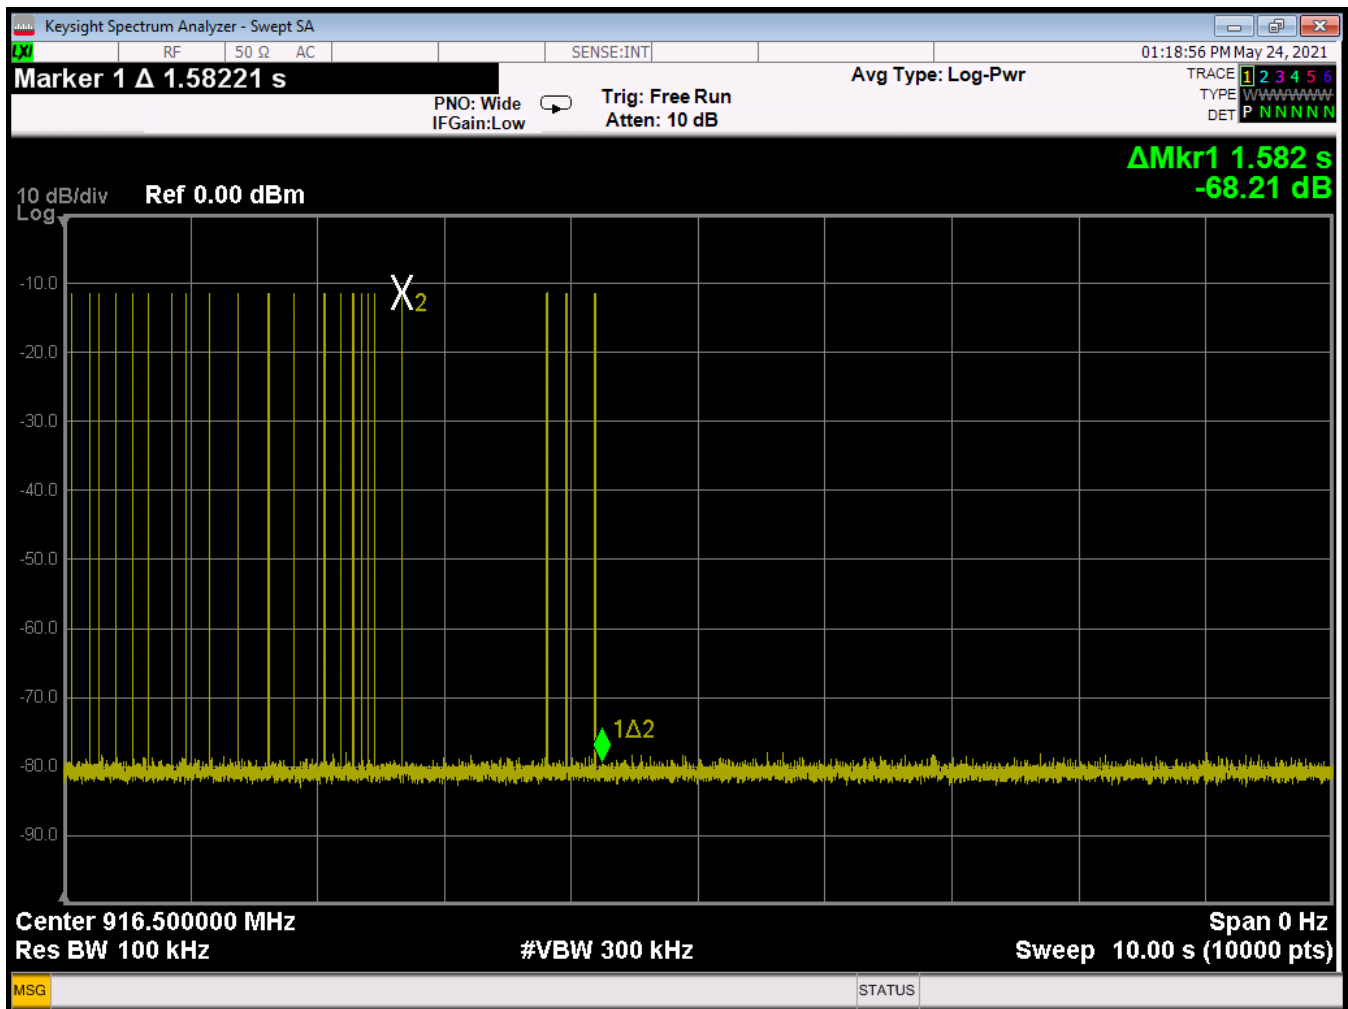 Keysight Spectrum Analyzer - Swept SA
LXI RF 50 Ω AC SENSE:INT 01:18:56 PM May 24, 2021
Marker 1 Δ 1.58221 s Avg Type: Log-Pwr TRACE 1 2 3 4 5 6
PNO: Wide Trig: Free Run TYPE WWWWWWW
IFGain:Low Atten: 10 dB DET P N N N N N
ΔMkr1 1.582 s
-68.21 dB
10 dB/div Ref 0.00 dBm
Log
-10.0
X2
-20.0
-30.0
-40.0
-50.0
-60.0
-70.0
1Δ2
-80.0
-90.0
Center 916.500000 MHz Span 0 Hz
Res BW 100 kHz #VBW 300 kHz Sweep 10.00 s (10000 pts)
MSG STATUS